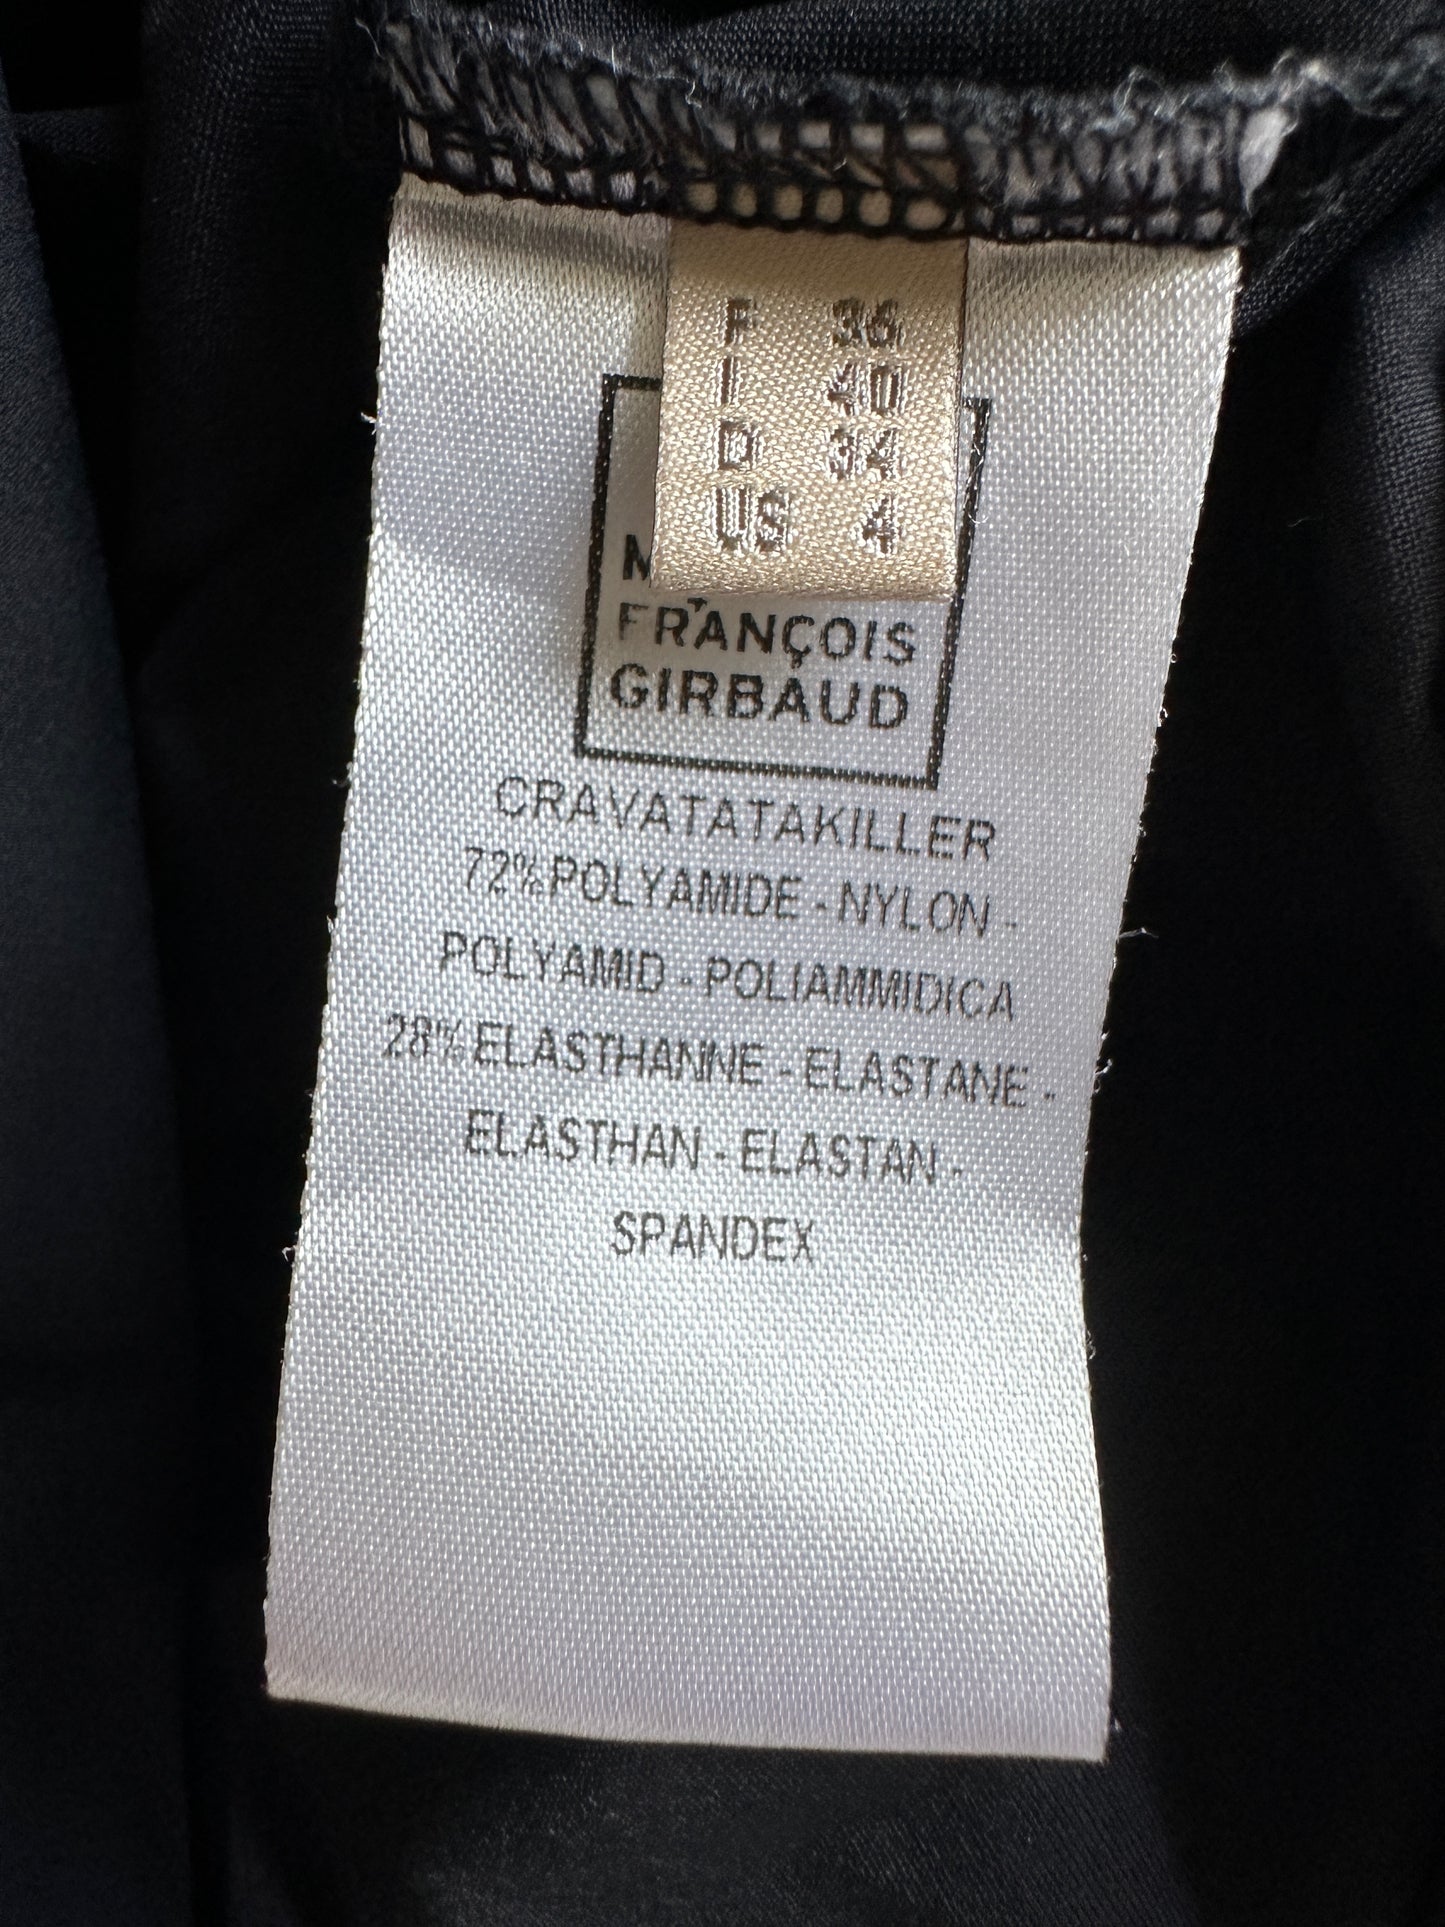 F 36
I 40
D 34
US 4
M
FRANÇOIS
GIRBAUD
CRAVATATAKILLER
72% POLYAMIDE - NYLON -
POLYAMID - POLIAMMIDICA
28% ELASTHANNE - ELASTANE -
ELASTHAN - ELASTAN -
SPANDEX